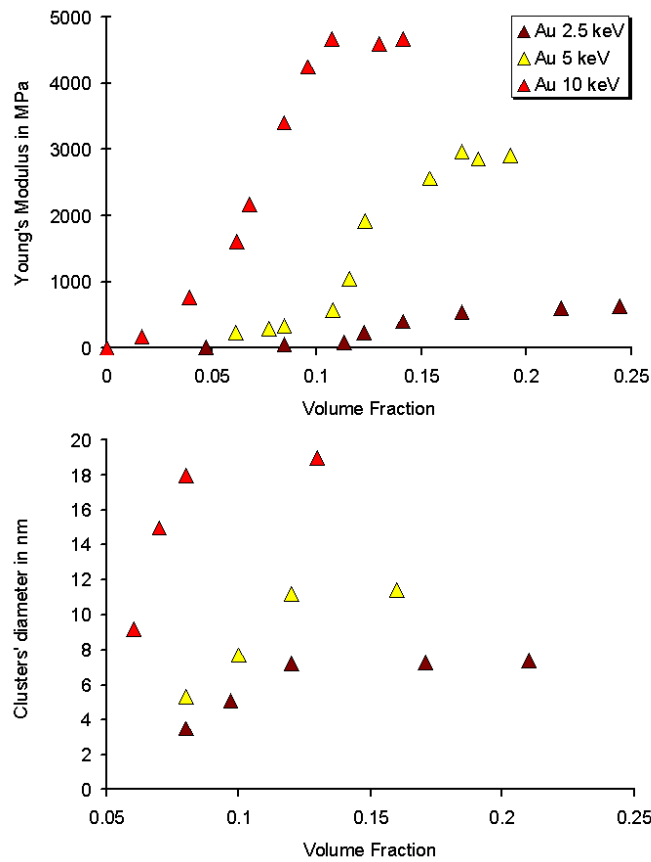 5000
4000
3000
2000
1000
0
Young's Modulus in MPa
Au 2.5 keV
Au 5 keV
Au 10 keV
0 0.05 0.1 0.15 0.2 0.25
Volume Fraction
20
18
16
14
12
10
8
6
4
2
0
Clusters' diameter in nm
0.05 0.1 0.15 0.2 0.25
Volume Fraction